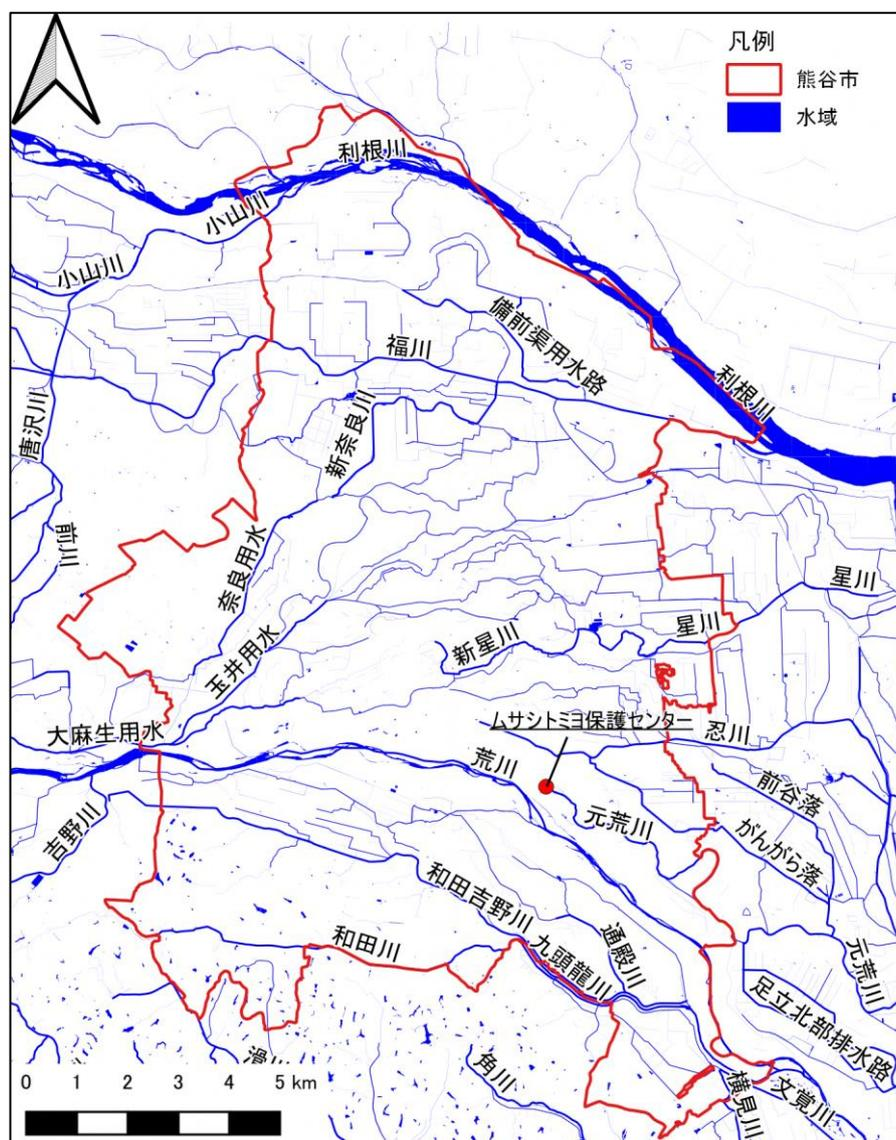 凡例
熊谷市
水域
利根川
小山川
小山川
備前渠用水路
福川
利根川
唐沢川
新奈良川
前川
奈良用水
星川
玉井用水
新星川
星川
大麻生用水
ムサシトミヨ保護センター
忍川
荒川
前谷落
元荒川
吉野川
がんがら落
和田吉野川
和田川
通殿川
九頭龍川
元荒川
足立北部排水路
滑川
角川
横見川
文覚川
0 1 2 3 4 5 km